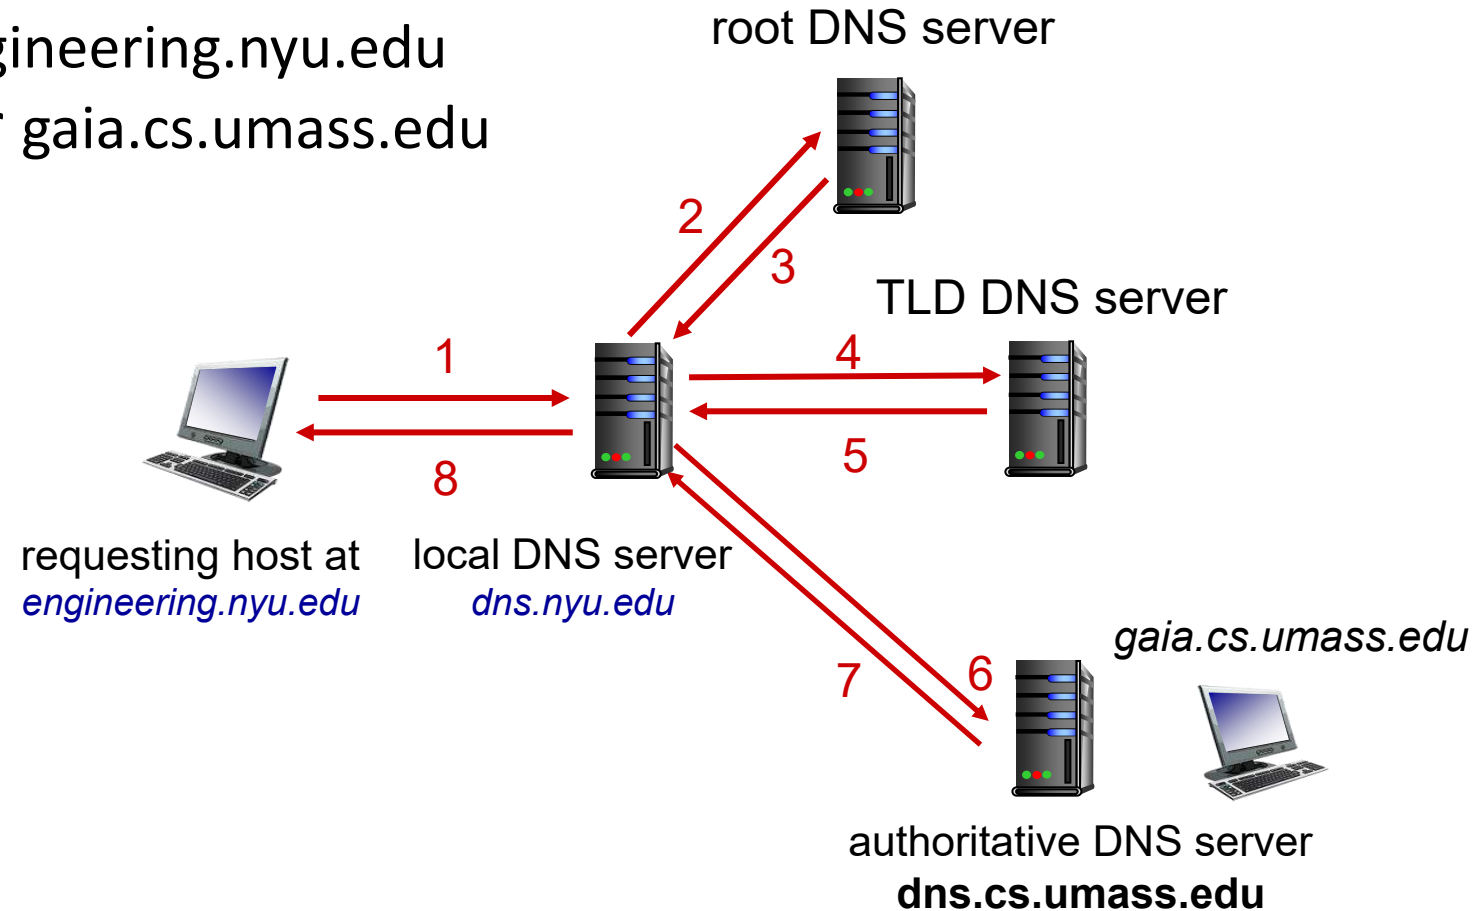 gineering.nyu.edu
gaia.cs.umass.edu
root DNS server
2
3
TLD DNS server
1
4
8
5
requesting host at
engineering.nyu.edu
local DNS server
dns.nyu.edu
gaia.cs.umass.edu
7
6
authoritative DNS server
dns.cs.umass.edu